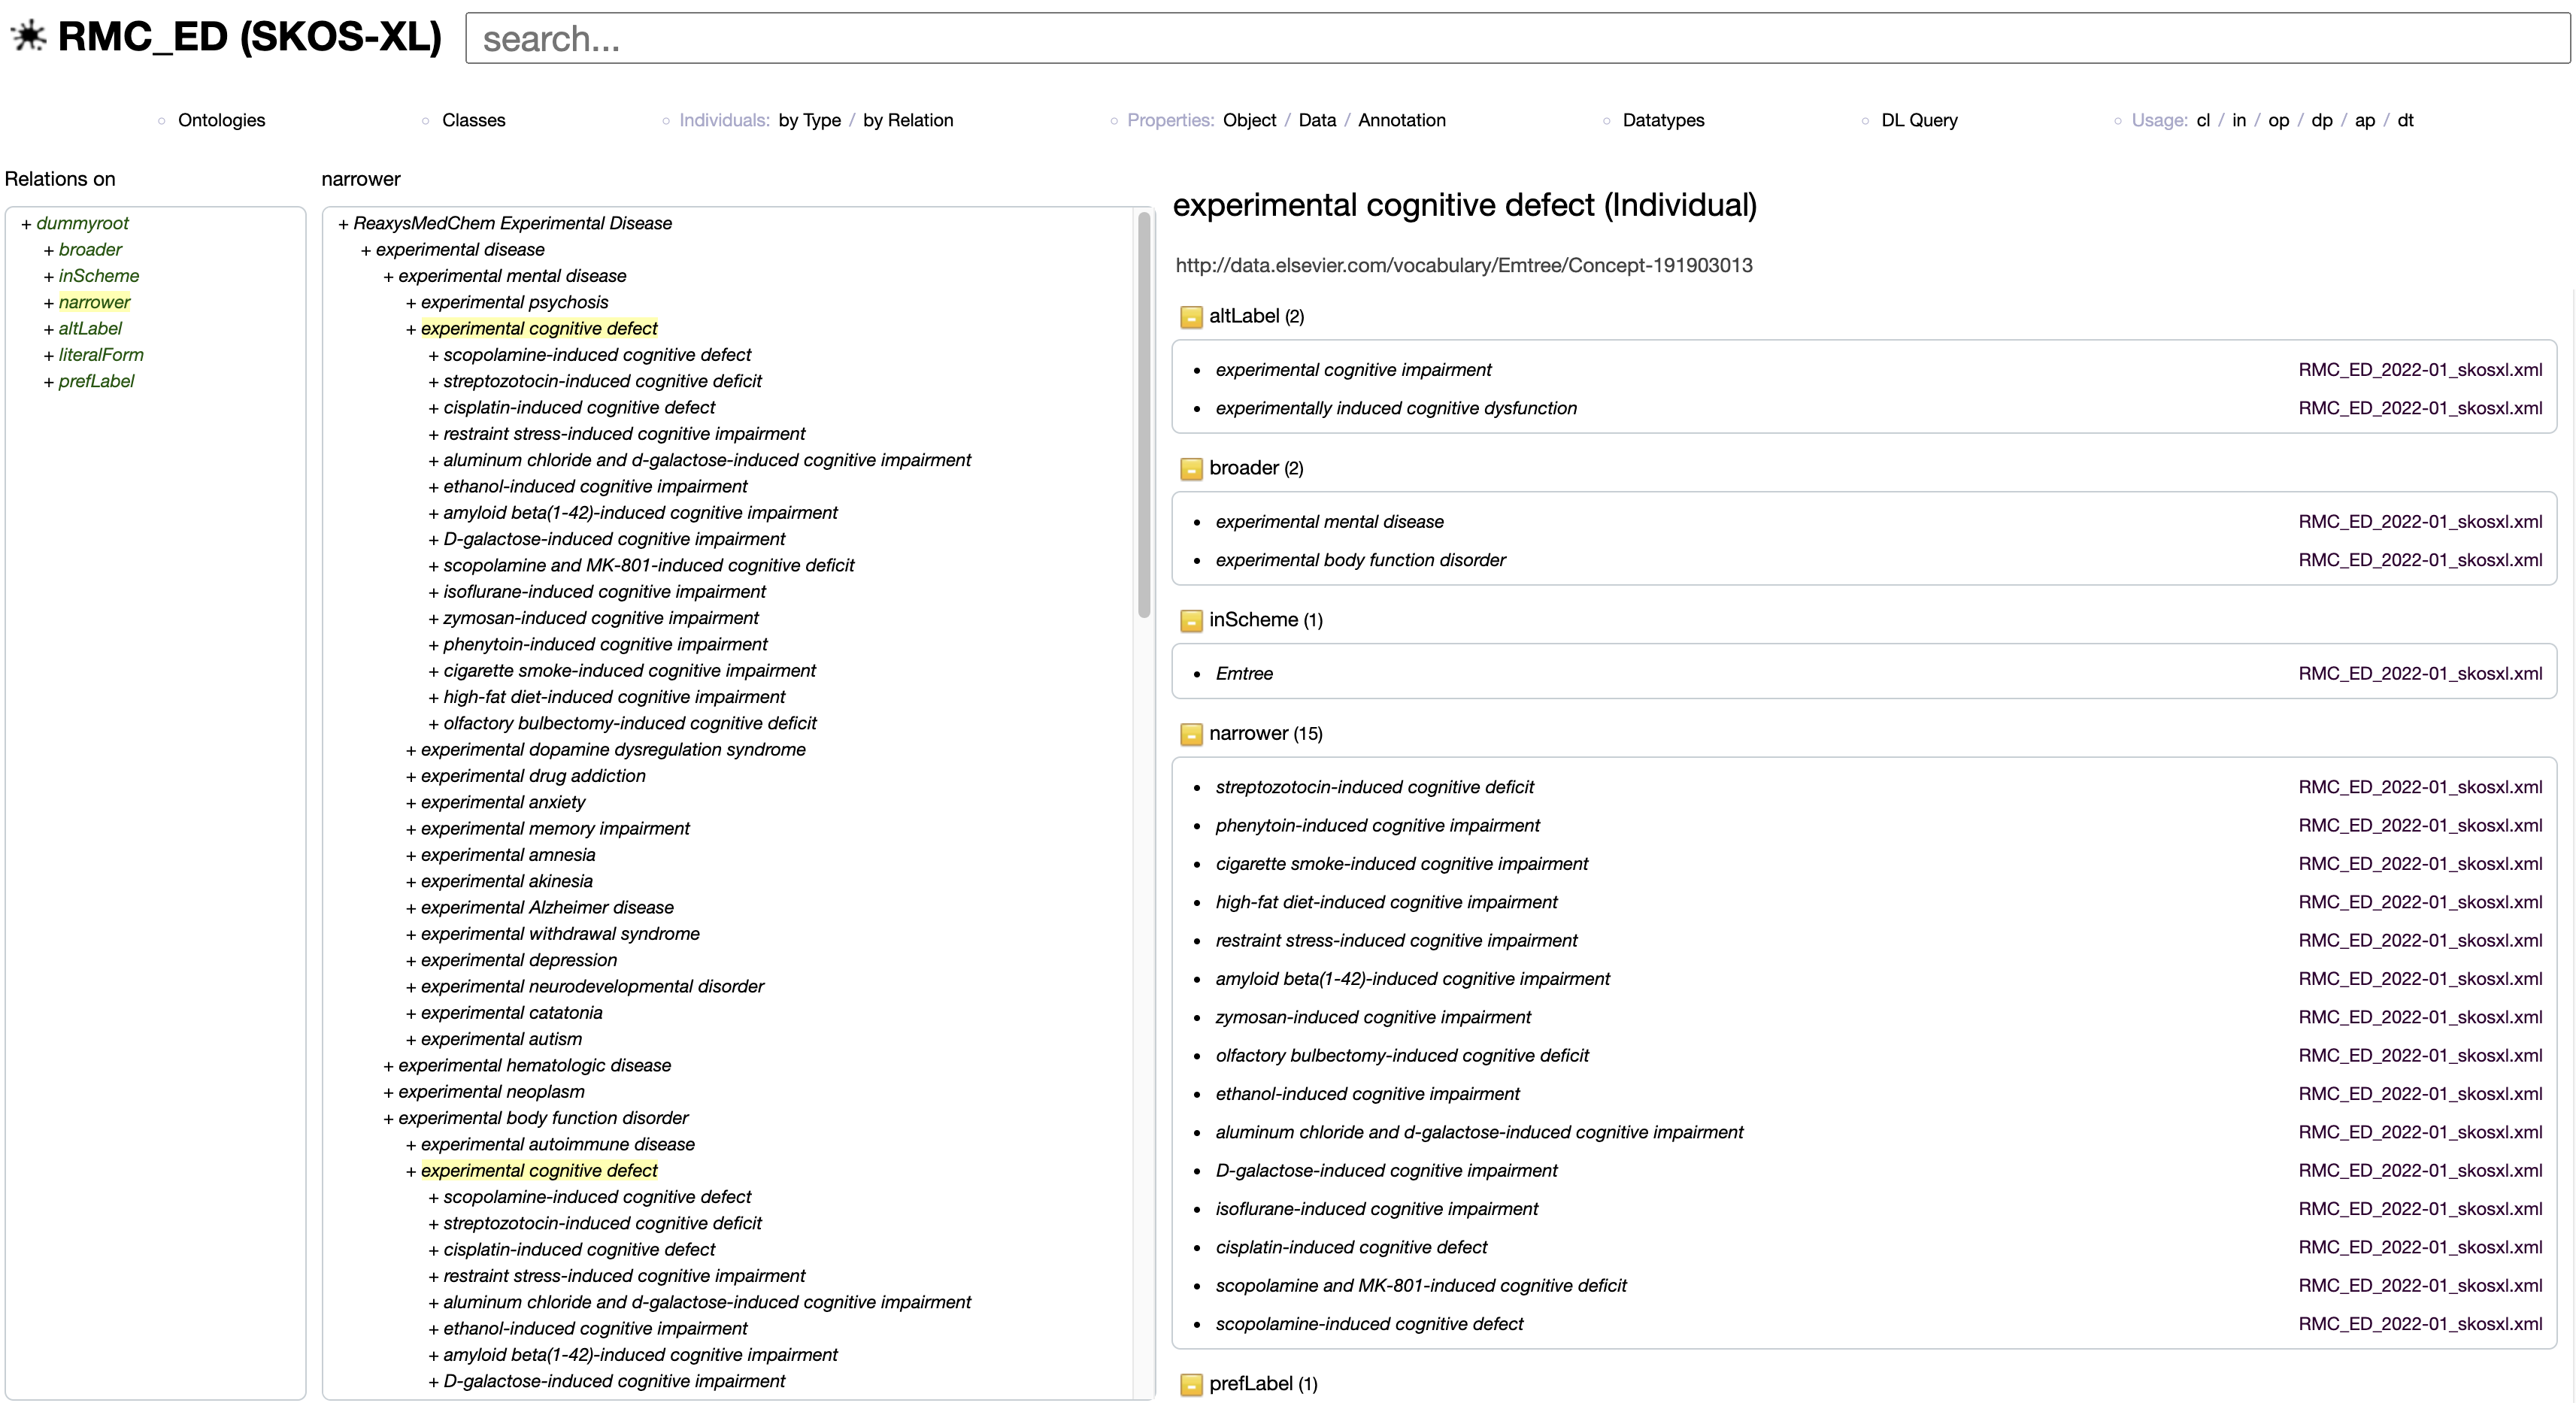 RMC_ED (SKOS-XL)
search...
Ontologies
Classes
Individuals: by Type / by Relation
Properties: Object / Data / Annotation
Datatypes
DL Query
Usage: cl / in / op / dp / ap / dt
Relations on
+ dummyroot
+ broader
+ inScheme
+ narrower
+ altLabel
+ literalForm
+ prefLabel
narrower
+ ReaxysMedChem Experimental Disease
+ experimental disease
+ experimental mental disease
+ experimental psychosis
+ experimental cognitive defect
+ scopolamine-induced cognitive defect
+ streptozotocin-induced cognitive deficit
+ cisplatin-induced cognitive defect
+ restraint stress-induced cognitive impairment
+ aluminum chloride and d-galactose-induced cognitive impairment
+ ethanol-induced cognitive impairment
+ amyloid beta(1-42)-induced cognitive impairment
+ D-galactose-induced cognitive impairment
+ scopolamine and MK-801-induced cognitive deficit
+ isoflurane-induced cognitive impairment
+ zymosan-induced cognitive impairment
+ phenytoin-induced cognitive impairment
+ cigarette smoke-induced cognitive impairment
+ high-fat diet-induced cognitive impairment
+ olfactory bulbectomy-induced cognitive deficit
+ experimental dopamine dysregulation syndrome
+ experimental drug addiction
+ experimental anxiety
+ experimental memory impairment
+ experimental amnesia
+ experimental akinesia
+ experimental Alzheimer disease
+ experimental withdrawal syndrome
+ experimental depression
+ experimental neurodevelopmental disorder
+ experimental catatonia
+ experimental autism
+ experimental hematologic disease
+ experimental neoplasm
+ experimental body function disorder
+ experimental autoimmune disease
+ experimental cognitive defect
+ scopolamine-induced cognitive defect
+ streptozotocin-induced cognitive deficit
+ cisplatin-induced cognitive defect
+ restraint stress-induced cognitive impairment
+ aluminum chloride and d-galactose-induced cognitive impairment
+ ethanol-induced cognitive impairment
+ amyloid beta(1-42)-induced cognitive impairment
+ D-galactose-induced cognitive impairment
experimental cognitive defect (Individual)
http://data.elsevier.com/vocabulary/Emtree/Concept-191903013
altLabel (2)
experimental cognitive impairment RMC_ED_2022-01_skosxl.xml
experimentally induced cognitive dysfunction RMC_ED_2022-01_skosxl.xml
broader (2)
experimental mental disease RMC_ED_2022-01_skosxl.xml
experimental body function disorder RMC_ED_2022-01_skosxl.xml
inScheme (1)
Emtree RMC_ED_2022-01_skosxl.xml
narrower (15)
streptozotocin-induced cognitive deficit RMC_ED_2022-01_skosxl.xml
phenytoin-induced cognitive impairment RMC_ED_2022-01_skosxl.xml
cigarette smoke-induced cognitive impairment RMC_ED_2022-01_skosxl.xml
high-fat diet-induced cognitive impairment RMC_ED_2022-01_skosxl.xml
restraint stress-induced cognitive impairment RMC_ED_2022-01_skosxl.xml
amyloid beta(1-42)-induced cognitive impairment RMC_ED_2022-01_skosxl.xml
zymosan-induced cognitive impairment RMC_ED_2022-01_skosxl.xml
olfactory bulbectomy-induced cognitive deficit RMC_ED_2022-01_skosxl.xml
ethanol-induced cognitive impairment RMC_ED_2022-01_skosxl.xml
aluminum chloride and d-galactose-induced cognitive impairment RMC_ED_2022-01_skosxl.xml
D-galactose-induced cognitive impairment RMC_ED_2022-01_skosxl.xml
isoflurane-induced cognitive impairment RMC_ED_2022-01_skosxl.xml
cisplatin-induced cognitive defect RMC_ED_2022-01_skosxl.xml
scopolamine and MK-801-induced cognitive deficit RMC_ED_2022-01_skosxl.xml
scopolamine-induced cognitive defect RMC_ED_2022-01_skosxl.xml
prefLabel (1)